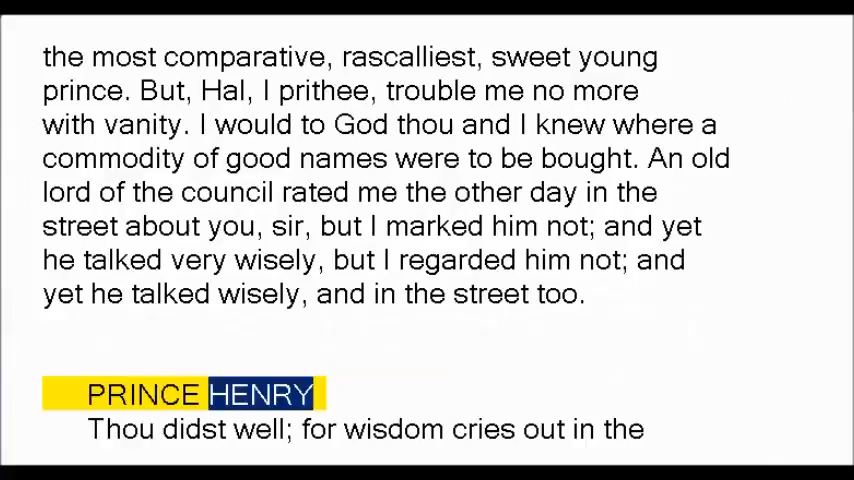 the most comparative, rascalliest, sweet young
prince. But, Hal, I prithee, trouble me no more
with vanity. I would to God thou and I knew where a
commodity of good names were to be bought. An old
lord of the council rated me the other day in the
street about you, sir, but I marked him not; and yet
he talked very wisely, but I regarded him not; and
yet he talked wisely, and in the street too.
PRINCE HENRY
Thou didst well; for wisdom cries out in the